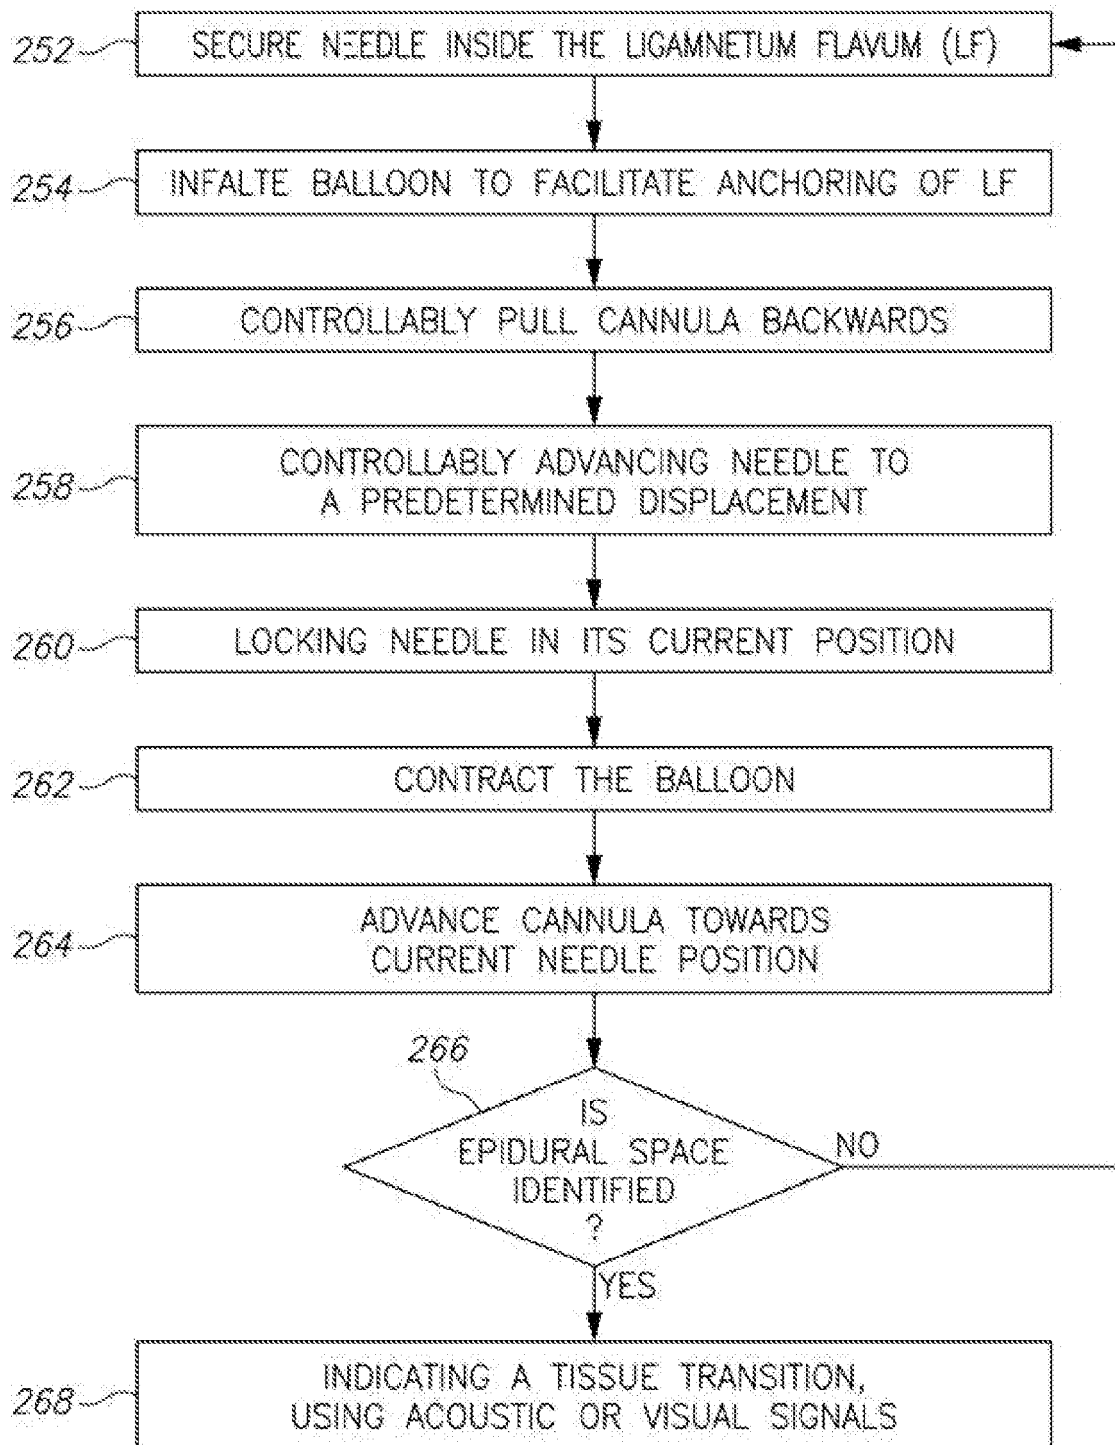 252
SECURE NEEDLE INSIDE THE LIGAMNETUM FLAVUM (LF)
254
INFALTE BALLOON TO FACILITATE ANCHORING OF LF
256
CONTROLLABLY PULL CANNULA BACKWARDS
258
CONTROLLABLY ADVANCING NEEDLE TO
A PREDETERMINED DISPLACEMENT
260
LOCKING NEEDLE IN ITS CURRENT POSITION
262
CONTRACT THE BALLOON
264
ADVANCE CANNULA TOWARDS
CURRENT NEEDLE POSITION
266
IS
EPIDURAL SPACE
IDENTIFIED
?
NO
YES
268
INDICATING A TISSUE TRANSITION,
USING ACOUSTIC OR VISUAL SIGNALS